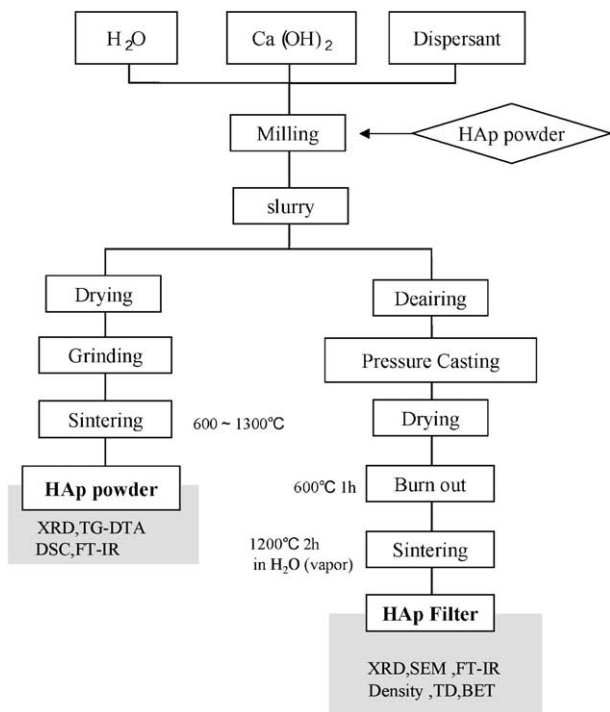 H₂O
Ca (OH) ₂
Dispersant
Milling
HAp powder
slurry
Drying
Grinding
Sintering
600 ~ 1300℃
HAp powder
XRD,TG-DTA
DSC,FT-IR
Deairing
Pressure Casting
Drying
600℃ 1h
Burn out
1200℃ 2h
in H₂O (vapor)
Sintering
HAp Filter
XRD,SEM ,FT-IR
Density ,TD,BET